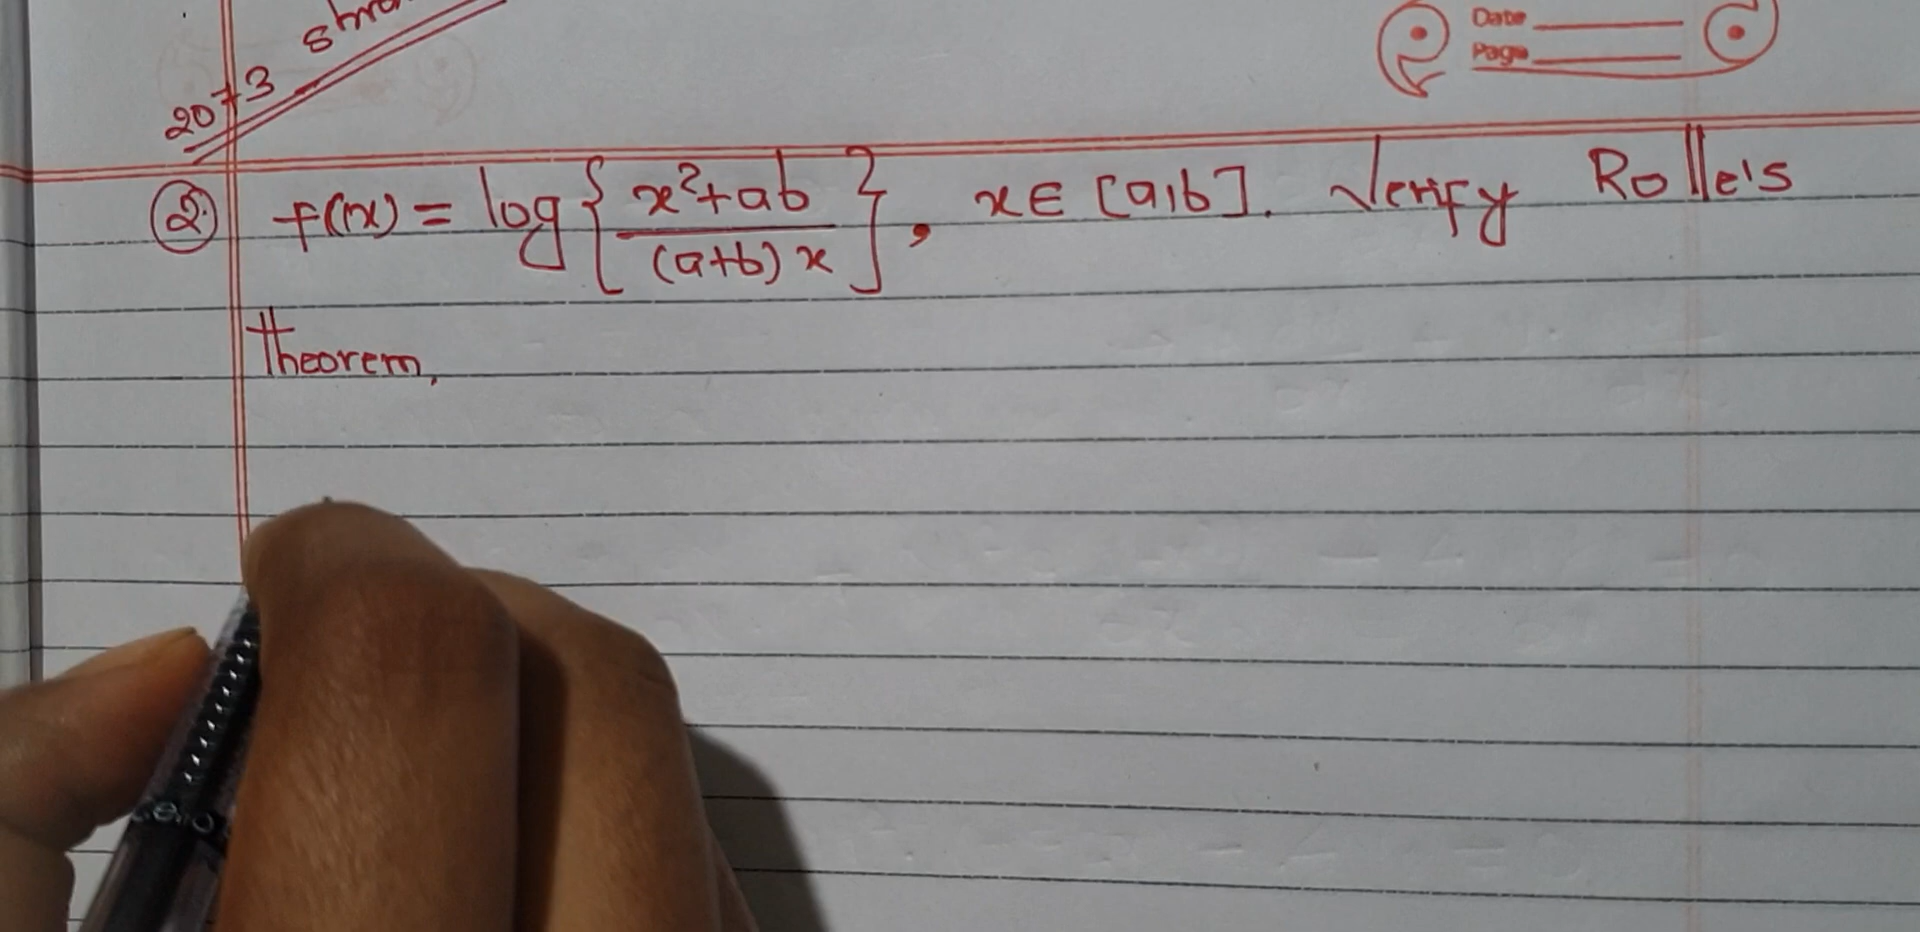 Date
Page
2073
② f(x) = log{x²+ab / (a+b)x}, x∈ [a,b]. Verify Rolle's
Theorem,